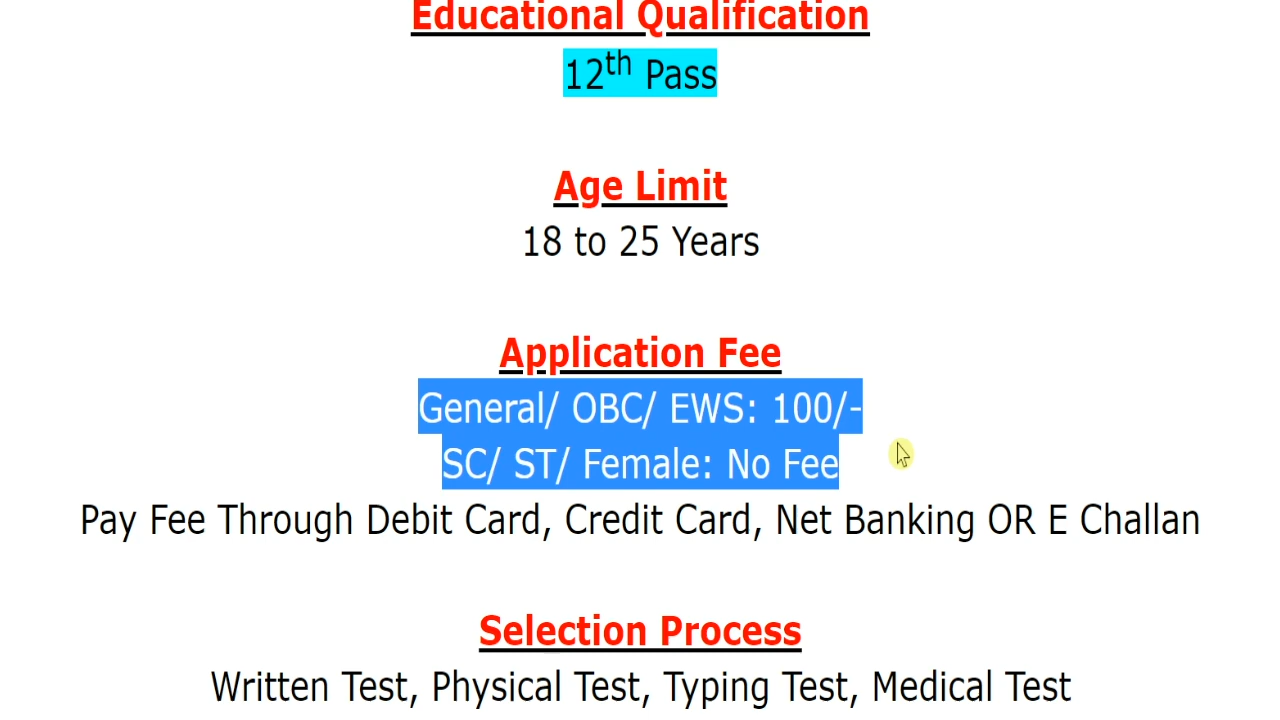 Educational Qualification
12th Pass
Age Limit
18 to 25 Years
Application Fee
General/ OBC/ EWS: 100/-
SC/ ST/ Female: No Fee
Pay Fee Through Debit Card, Credit Card, Net Banking OR E Challan
Selection Process
Written Test, Physical Test, Typing Test, Medical Test